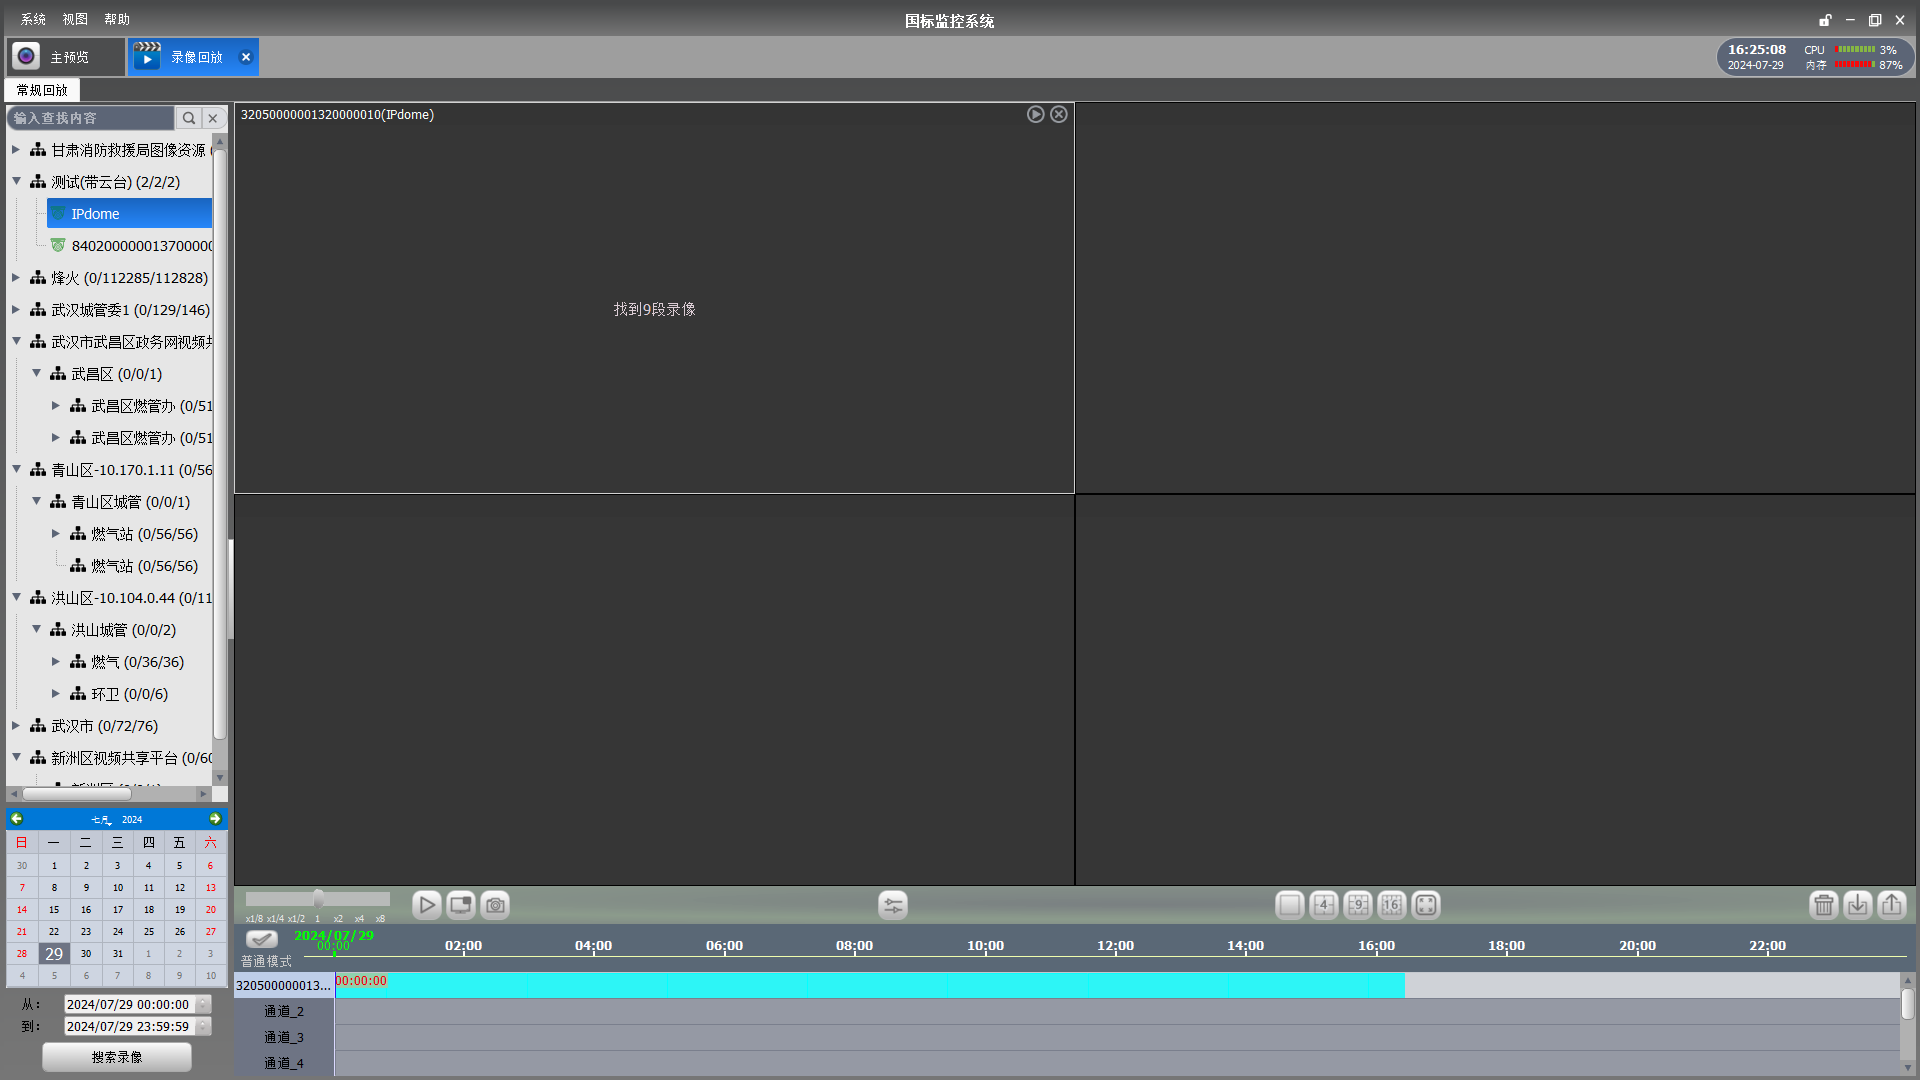 系统 视图 帮助
国标监控系统
主预览
录像回放
16:25:08
CPU
3%
2024-07-29
内存
87%
常规回放
输入查找内容
甘肃消防救援局图像资源 (
测试(带云台) (2/2/2)
IPdome
8402000000137000000
烽火 (0/112285/112828)
武汉城管委1 (0/129/146)
武汉市武昌区政务网视频
武昌区 (0/0/1)
武昌区燃管办 (0/51
武昌区燃管办 (0/51
青山区-10.170.1.11 (0/56
青山区城管 (0/0/1)
燃气站 (0/56/56)
燃气站 (0/56/56)
洪山区-10.104.0.44 (0/11
洪山城管 (0/0/2)
燃气 (0/36/36)
环卫 (0/0/6)
武汉市 (0/72/76)
新洲区视频共享平台 (0/60
32050000001320000010(IPdome)
找到9段录像
七月, 2024
日 一 二 三 四 五 六
30 1 2 3 4 5 6
7 8 9 10 11 12 13
14 15 16 17 18 19 20
21 22 23 24 25 26 27
28 29 30 31 1 2 3
4 5 6 7 8 9 10
从: 2024/07/29 00:00:00
到: 2024/07/29 23:59:59
搜索录像
x1/8 x1/4 x1/2 1 x2 x4 x8
4 9 16
2024/07/29
00:00 02:00 04:00 06:00 08:00 10:00 12:00 14:00 16:00 18:00 20:00 22:00
普通模式
320500000013...
00:00:00
通道_2
通道_3
通道_4